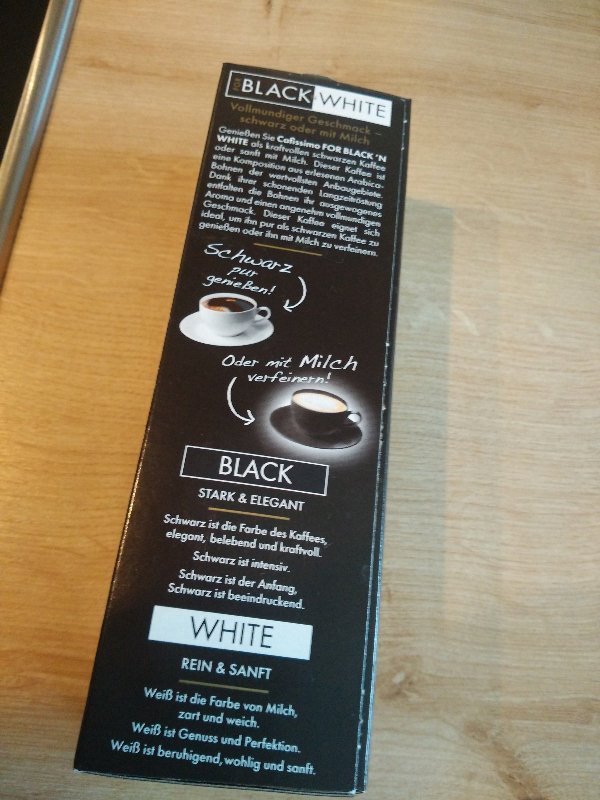 FOR BLACK 'N WHITE
Vollmundiger Geschmack –
schwarz oder mit Milch
Genießen Sie Cafissimo FOR BLACK 'N
WHITE als kraftvollen schwarzen Kaffee
oder sanft mit Milch. Dieser Kaffee ist
eine Komposition aus erlesenen Arabica-
Bohnen der wertvollsten Anbaugebiete.
Dank ihrer schonenden Langzeitröstung
entfalten die Bohnen ihr ausgewogenes
Aroma und einen angenehm vollmundigen
Geschmack. Dieser Kaffee eignet sich
ideal, um ihn pur als schwarzen Kaffee zu
genießen oder ihn mit Milch zu verfeinern.
Schwarz
pur
genießen!
Oder mit Milch
verfeinern!
BLACK
STARK & ELEGANT
Schwarz ist die Farbe des Kaffees,
elegant, belebend und kraftvoll.
Schwarz ist intensiv.
Schwarz ist der Anfang,
Schwarz ist beeindruckend.
WHITE
REIN & SANFT
Weiß ist die Farbe von Milch,
zart und weich.
Weiß ist Genuss und Perfektion.
Weiß ist beruhigend, wohlig und sanft.